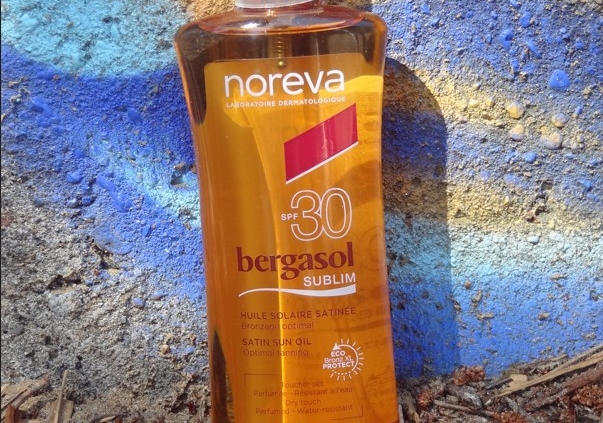 noreva
LABORATOIRE DERMATOLOGIQUE
SPF 30
bergasol
SUBLIM
HUILE SOLAIRE SATINÉE
Bronzage optimal
SATIN SUN OIL
Optimal tanning
ECO
Bronz XL
PROTECT
Toucher sec
Parfumée - Résistant à l'eau
Dry touch
Perfumed - Water-resistant